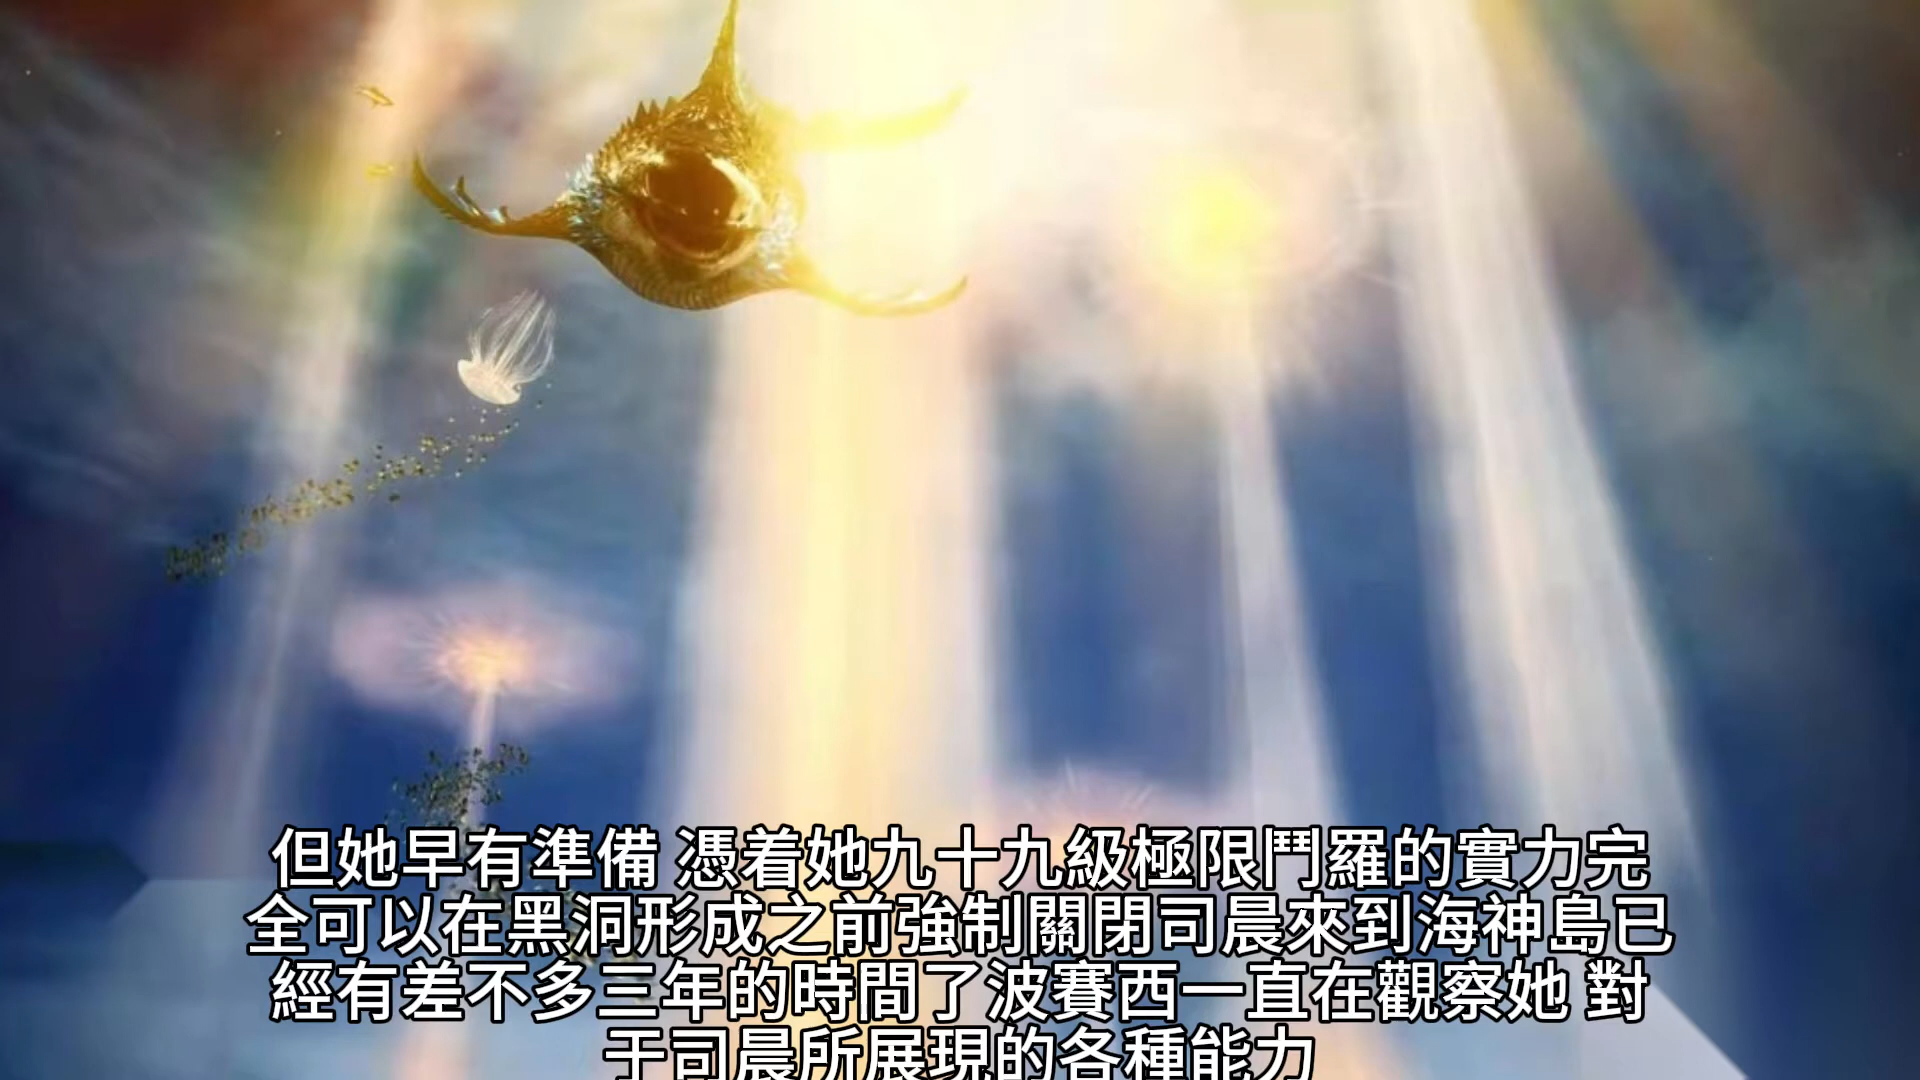 但她早有準備 憑着她九十九級極限鬥羅的實力完
全可以在黑洞形成之前強制關閉司晨來到海神島已
經有差不多三年的時間了波賽西一直在觀察她 對
于司晨所展現的各種能力